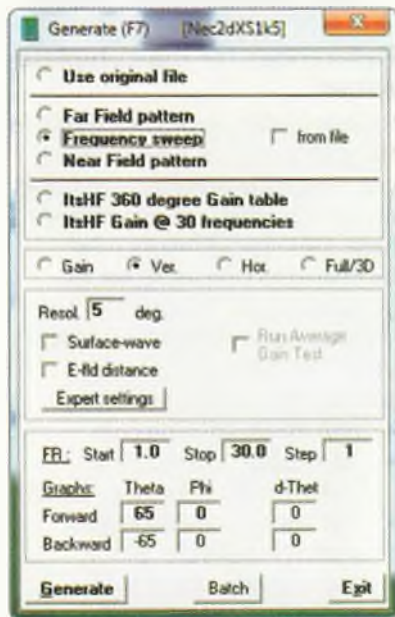 Generate (F7) [Nec2dXS1k5]
Use original file
Far Field pattern
Frequency sweep from file
Near Field pattern
ItsHF 360 degree Gain table
ItsHF Gain @ 30 frequencies
Gain Ver. Hor. Full/3D
Resol. 5 deg.
Surface-wave Run Average
E-fld distance Gain Test
Expert settings
FR: Start 1.0 Stop 30.0 Step 1
Graphs: Theta Phi d-Thet
Forward 65 0 0
Backward -65 0 0
Generate Batch Exit